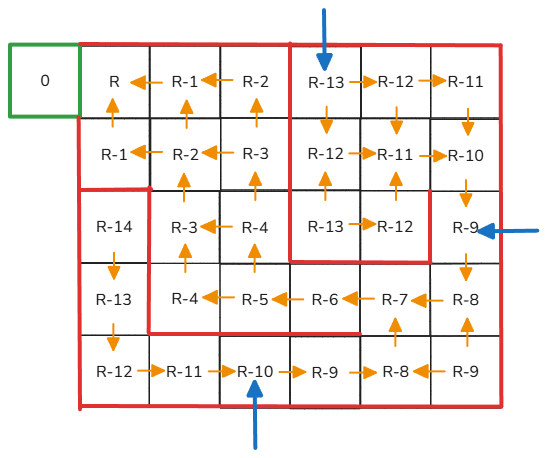 0 R R-1 R-2 R-13 R-12 R-11
R-1 R-2 R-3 R-12 R-11 R-10
R-14 R-3 R-4 R-13 R-12 R-9
R-13 R-4 R-5 R-6 R-7 R-8
R-12 R-11 R-10 R-9 R-8 R-9